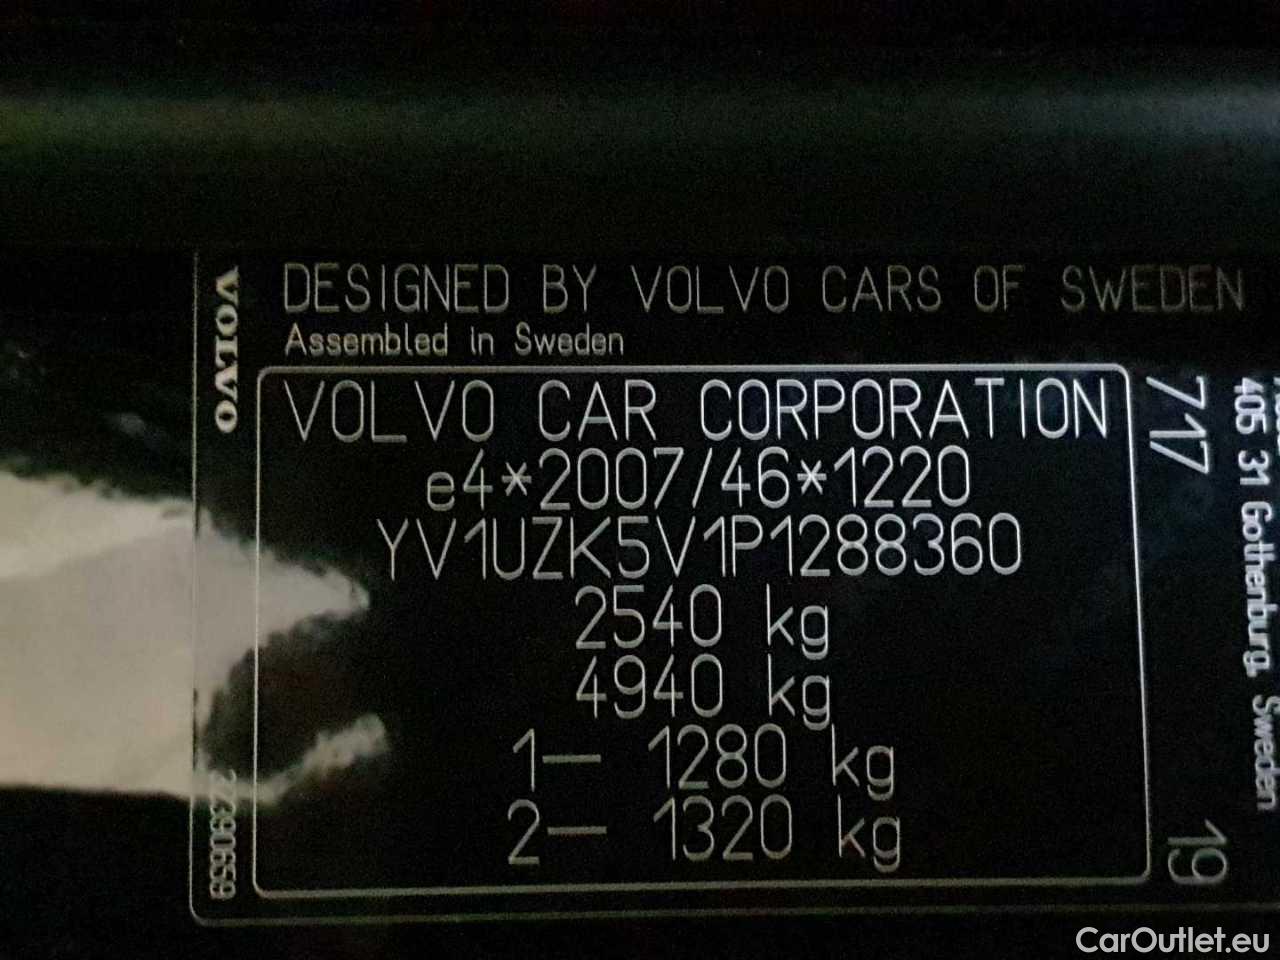 DESIGNED BY VOLVO CARS OF SWEDEN
Assembled in Sweden
VOLVO
VOLVO CAR CORPORATION
e4*2007/46*1220
YV1UZK5V1P1288360
2540 kg
4940 kg
1— 1280 kg
2— 1320 kg
717
19
405 31 Gothenburg, Sweden
CarOutlet.eu